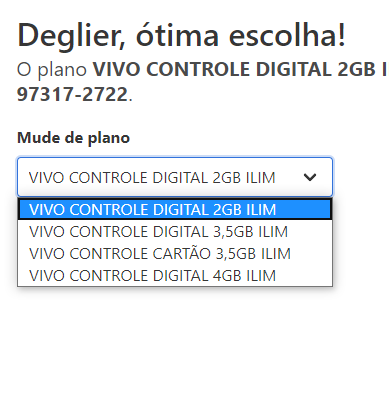 Deglier, ótima escolha!
O plano VIVO CONTROLE DIGITAL 2GB I
97317-2722.
Mude de plano
VIVO CONTROLE DIGITAL 2GB ILIM
VIVO CONTROLE DIGITAL 2GB ILIM
VIVO CONTROLE DIGITAL 3,5GB ILIM
VIVO CONTROLE CARTÃO 3,5GB ILIM
VIVO CONTROLE DIGITAL 4GB ILIM